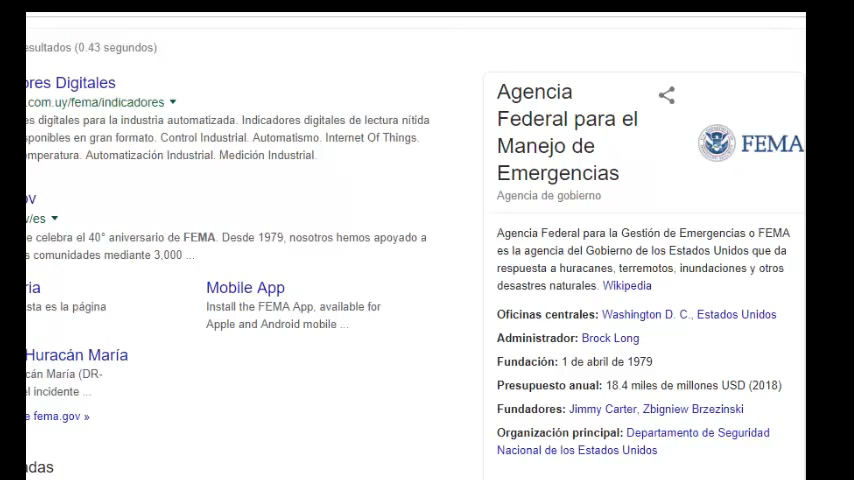 esultados (0.43 segundos)
ores Digitales
.com.uy/fema/indicadores
es digitales para la industria automatizada. Indicadores digitales de lectura nítida
sponibles en gran formato. Control Industrial. Automatismo. Internet Of Things.
emperatura. Automatización Industrial. Medición Industrial.
ov
v/es
e celebra el 40° aniversario de FEMA. Desde 1979, nosotros hemos apoyado a
s comunidades mediante 3,000 ...
ria
sta es la página
Mobile App
Install the FEMA App, available for
Apple and Android mobile ...
Huracán María
cán María (DR-
el incidente ...
e fema.gov »
ndas
Agencia
Federal para el
Manejo de
Emergencias
Agencia de gobierno
FEMA
Agencia Federal para la Gestión de Emergencias o FEMA
es la agencia del Gobierno de los Estados Unidos que da
respuesta a huracanes, terremotos, inundaciones y otros
desastres naturales. Wikipedia
Oficinas centrales: Washington D. C., Estados Unidos
Administrador: Brock Long
Fundación: 1 de abril de 1979
Presupuesto anual: 18.4 miles de millones USD (2018)
Fundadores: Jimmy Carter, Zbigniew Brzezinski
Organización principal: Departamento de Seguridad
Nacional de los Estados Unidos